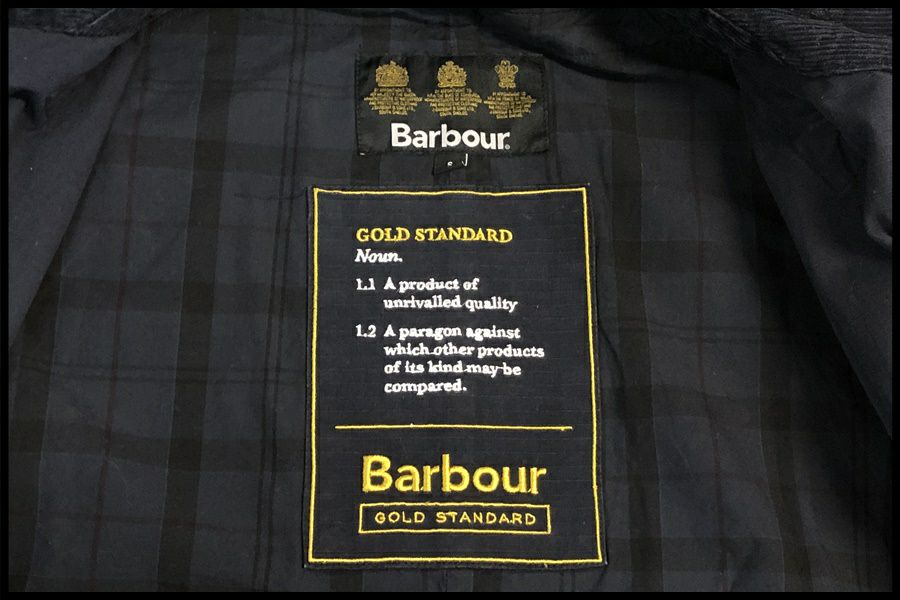 Barbour
GOLD STANDARD
Noun.
1.1 A product of
unrivalled quality
1.2 A paragon against
which other products
of its kind may be
compared.
Barbour
GOLD STANDARD